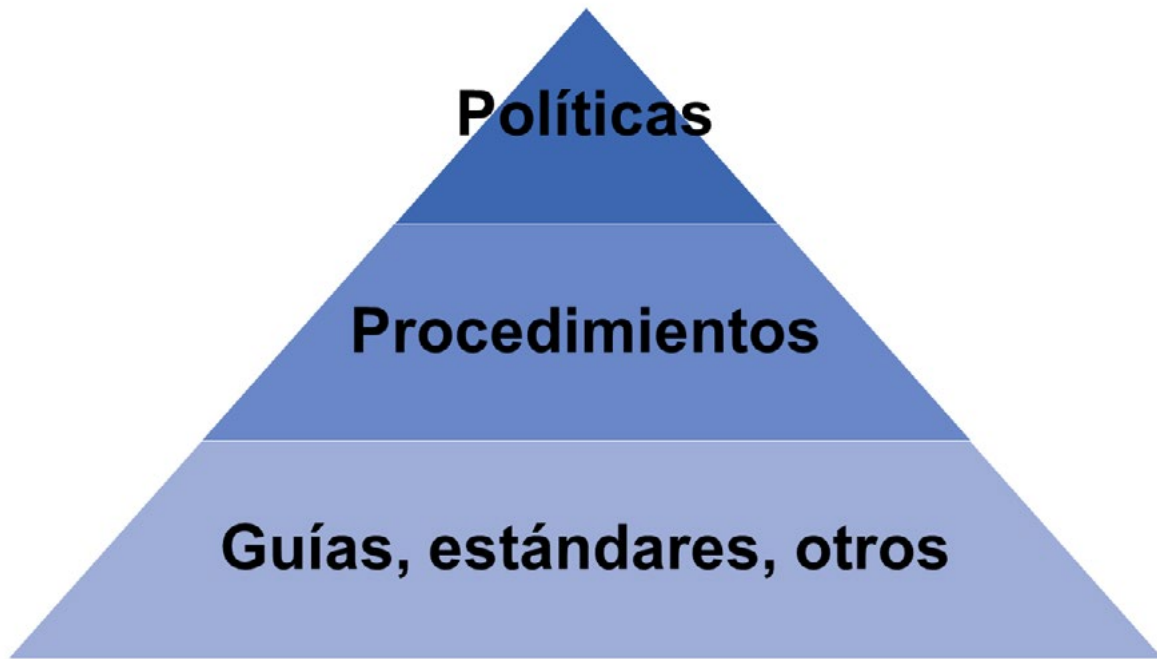 Políticas
Procedimientos
Guías, estándares, otros